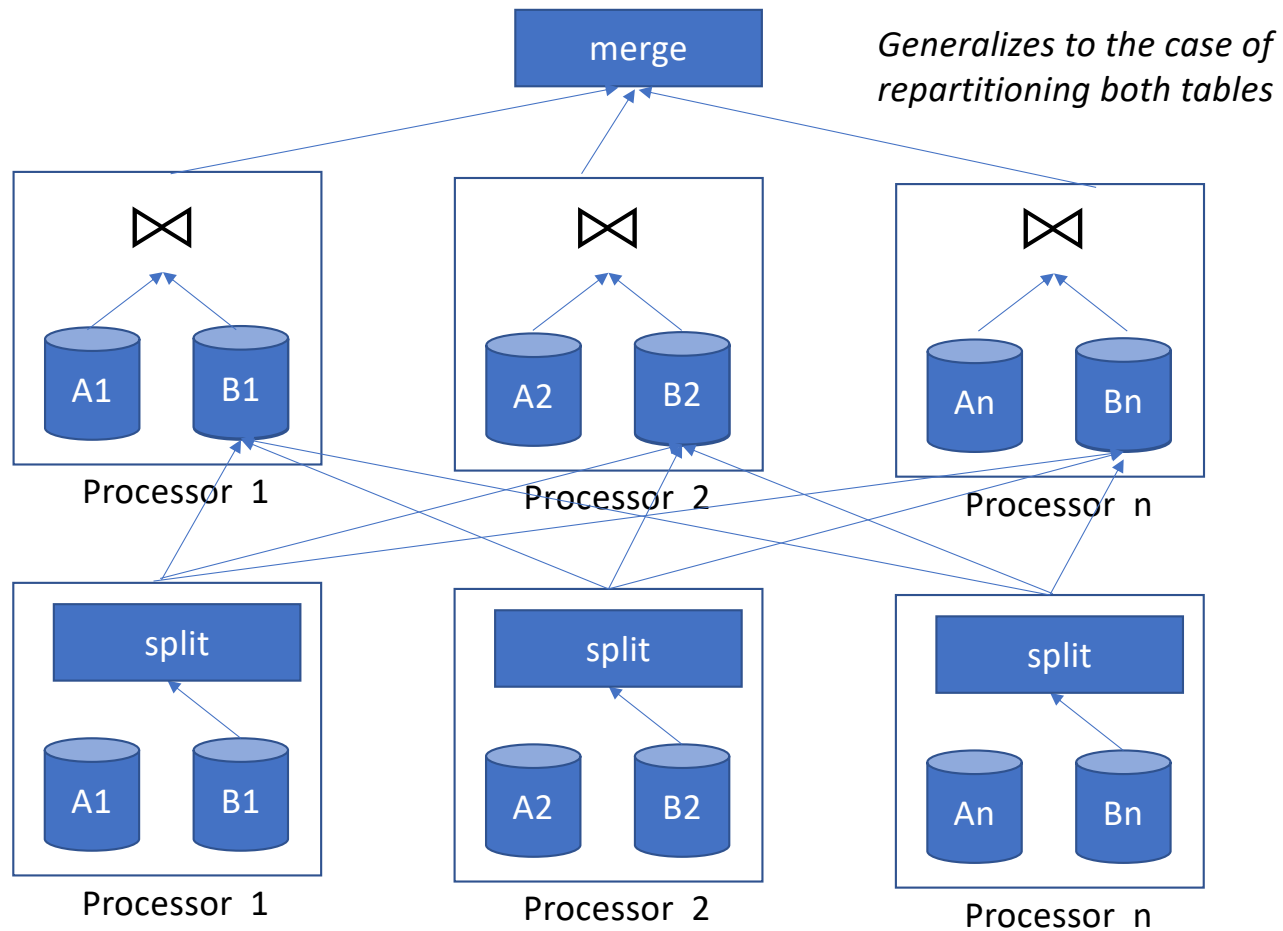 merge
Generalizes to the case of
repartitioning both tables
A1
B1
Processor 1
A2
B2
Processor 2
An
Bn
Processor n
split
A1
B1
Processor 1
split
A2
B2
Processor 2
split
An
Bn
Processor n